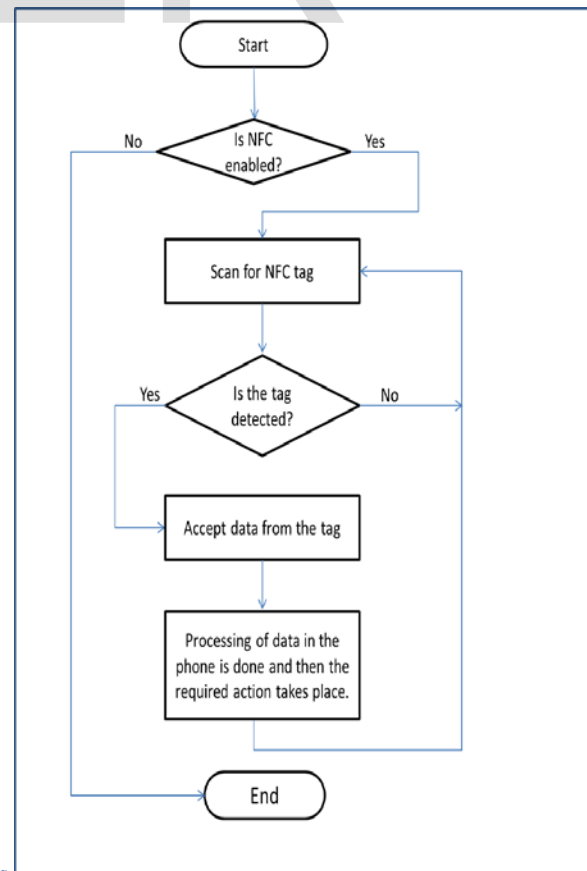 Start
No
Is NFC
enabled?
Yes
Scan for NFC tag
Yes
Is the tag
detected?
No
Accept data from the tag
Processing of data in the
phone is done and then the
required action takes place.
End